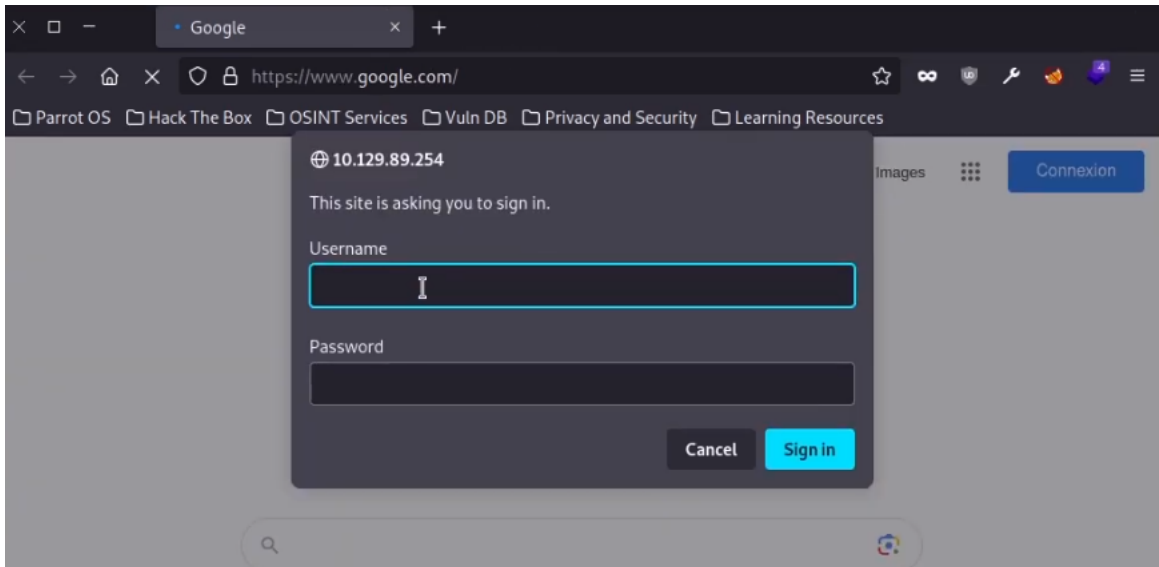 Google
https://www.google.com/
4
Parrot OS Hack The Box OSINT Services Vuln DB Privacy and Security Learning Resources
10.129.89.254
This site is asking you to sign in.
Images Connexion
Username
Password
Cancel Sign in